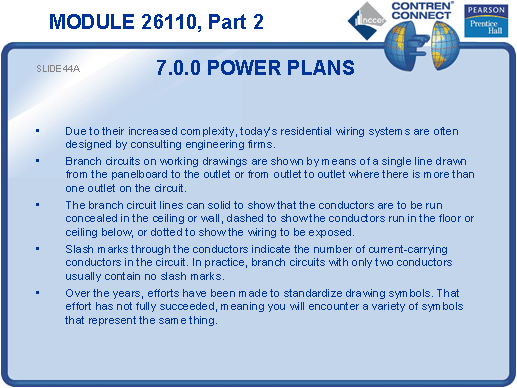 MODULE 26110, Part 2
nccer
CONTREN®
CONNECT
PEARSON
Prentice
Hall
SLIDE 44A
7.0.0 POWER PLANS
• Due to their increased complexity, today's residential wiring systems are often
designed by consulting engineering firms.
• Branch circuits on working drawings are shown by means of a single line drawn
from the panelboard to the outlet or from outlet to outlet where there is more than
one outlet on the circuit.
• The branch circuit lines can solid to show that the conductors are to be run
concealed in the ceiling or wall, dashed to show the conductors run in the floor or
ceiling below, or dotted to show the wiring to be exposed.
• Slash marks through the conductors indicate the number of current-carrying
conductors in the circuit. In practice, branch circuits with only two conductors
usually contain no slash marks.
• Over the years, efforts have been made to standardize drawing symbols. That
effort has not fully succeeded, meaning you will encounter a variety of symbols
that represent the same thing.